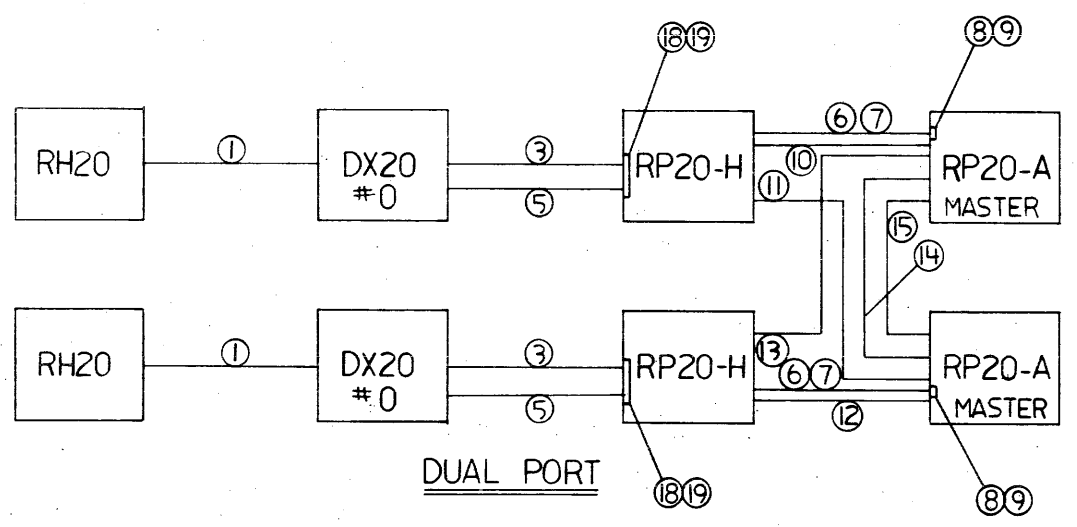 18 19
8 9
RH20
1
DX20
#0
3
5
RP20-H
6 7
10
11
RP20-A
MASTER
15
14
RH20
1
DX20
#0
3
5
RP20-H
13
6 7
12
RP20-A
MASTER
DUAL PORT
18 19
8 9